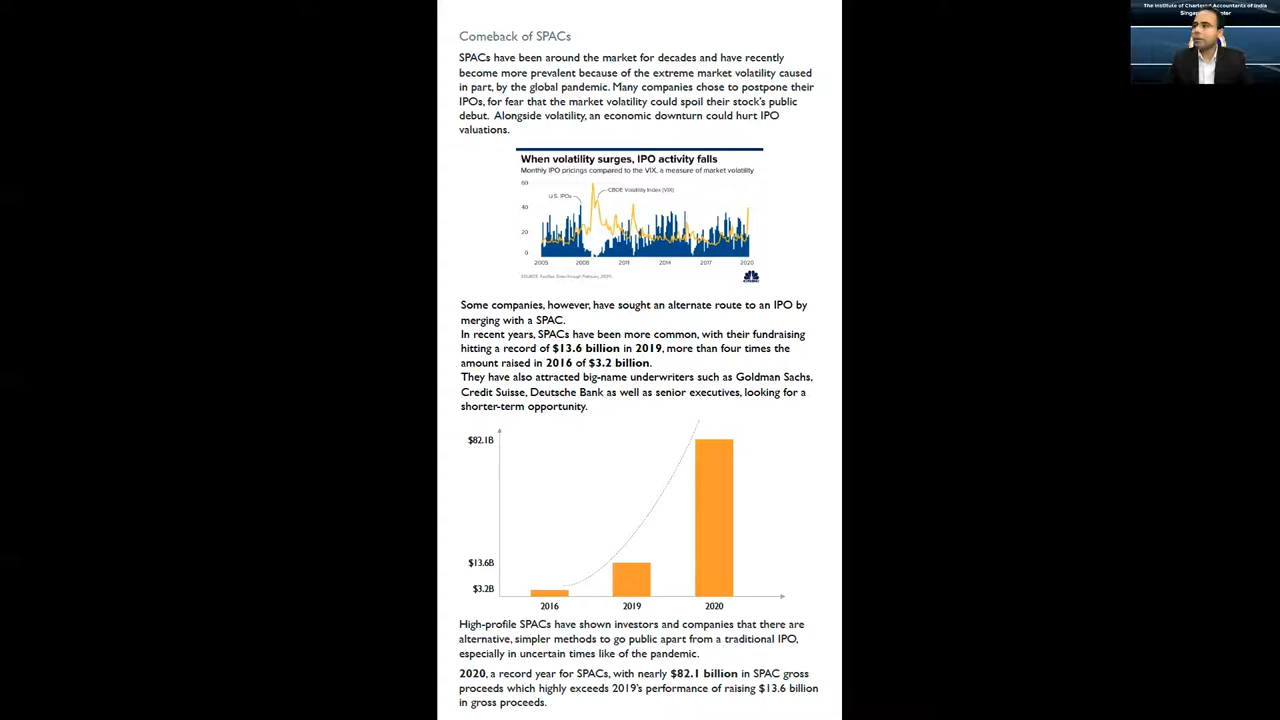 The Institute of Chartered Accountants of India
Comeback of SPACs
SPACs have been around the market for decades and have recently
become more prevalent because of the extreme market volatility caused
in part, by the global pandemic. Many companies chose to postpone their
IPOs, for fear that the market volatility could spoil their stock's public
debut. Alongside volatility, an economic downturn could hurt IPO
valuations.
When volatility surges, IPO activity falls
Monthly IPO pricings compared to the VIX, a measure of market volatility
60
CBOE Volatility Index (VIX)
U.S. IPOs
40
20
0
2005 2008 2011 2014 2017 2020
SOURCE: FactSet. Data through February, 2020.
CNBC
Some companies, however, have sought an alternate route to an IPO by
merging with a SPAC.
In recent years, SPACs have been more common, with their fundraising
hitting a record of $13.6 billion in 2019, more than four times the
amount raised in 2016 of $3.2 billion.
They have also attracted big-name underwriters such as Goldman Sachs,
Credit Suisse, Deutsche Bank as well as senior executives, looking for a
shorter-term opportunity.
$82.1B
$13.6B
$3.2B
2016 2019 2020
High-profile SPACs have shown investors and companies that there are
alternative, simpler methods to go public apart from a traditional IPO,
especially in uncertain times like of the pandemic.
2020, a record year for SPACs, with nearly $82.1 billion in SPAC gross
proceeds which highly exceeds 2019's performance of raising $13.6 billion
in gross proceeds.